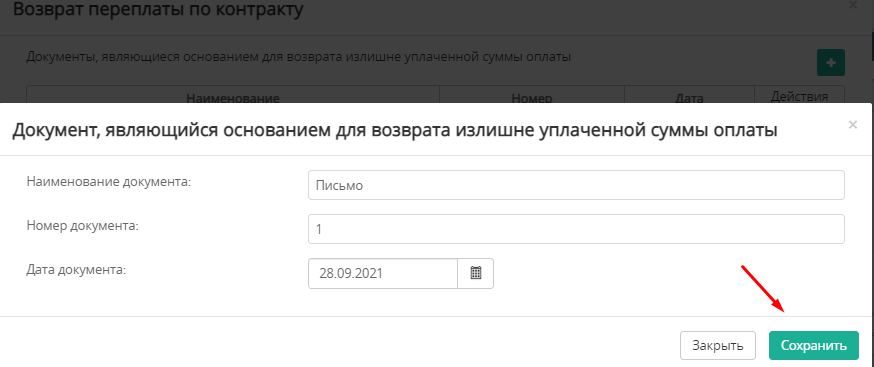 Возврат переплаты по контракту
×
Документы, являющиеся основанием для возврата излишне уплаченной суммы оплаты
+
Наименование Номер Дата Действия
Документ, являющийся основанием для возврата излишне уплаченной суммы оплаты ×
Наименование документа: Письмо
Номер документа: 1
Дата документа: 28.09.2021
Закрыть Сохранить